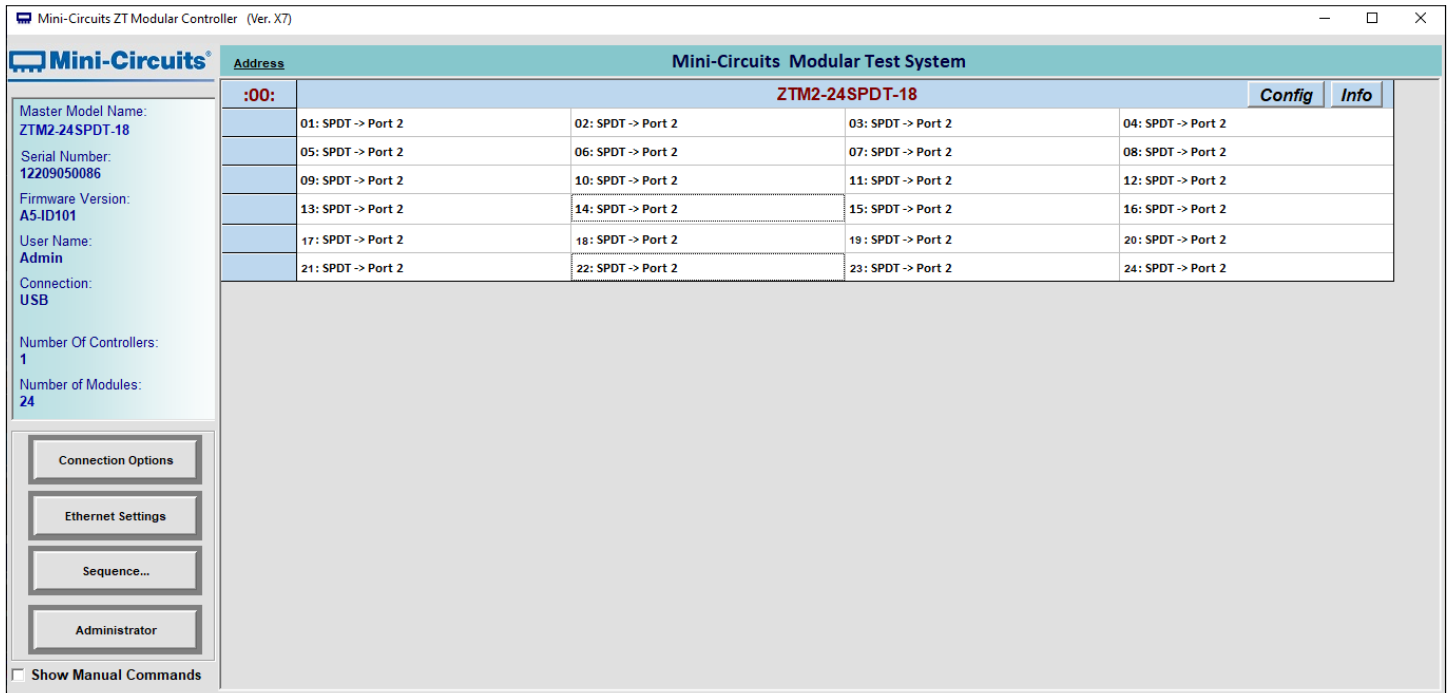 Mini-Circuits ZT Modular Controller (Ver. X7)
Mini-Circuits®
Address
Mini-Circuits Modular Test System
:00:
ZTM2-24SPDT-18
Config
Info
01: SPDT -> Port 2
02: SPDT -> Port 2
03: SPDT -> Port 2
04: SPDT -> Port 2
05: SPDT -> Port 2
06: SPDT -> Port 2
07: SPDT -> Port 2
08: SPDT -> Port 2
09: SPDT -> Port 2
10: SPDT -> Port 2
11: SPDT -> Port 2
12: SPDT -> Port 2
13: SPDT -> Port 2
14: SPDT -> Port 2
15: SPDT -> Port 2
16: SPDT -> Port 2
17: SPDT -> Port 2
18: SPDT -> Port 2
19: SPDT -> Port 2
20: SPDT -> Port 2
21: SPDT -> Port 2
22: SPDT -> Port 2
23: SPDT -> Port 2
24: SPDT -> Port 2
Master Model Name:
ZTM2-24SPDT-18
Serial Number:
12209050086
Firmware Version:
A5-ID101
User Name:
Admin
Connection:
USB
Number Of Controllers:
1
Number of Modules:
24
Connection Options
Ethernet Settings
Sequence...
Administrator
Show Manual Commands